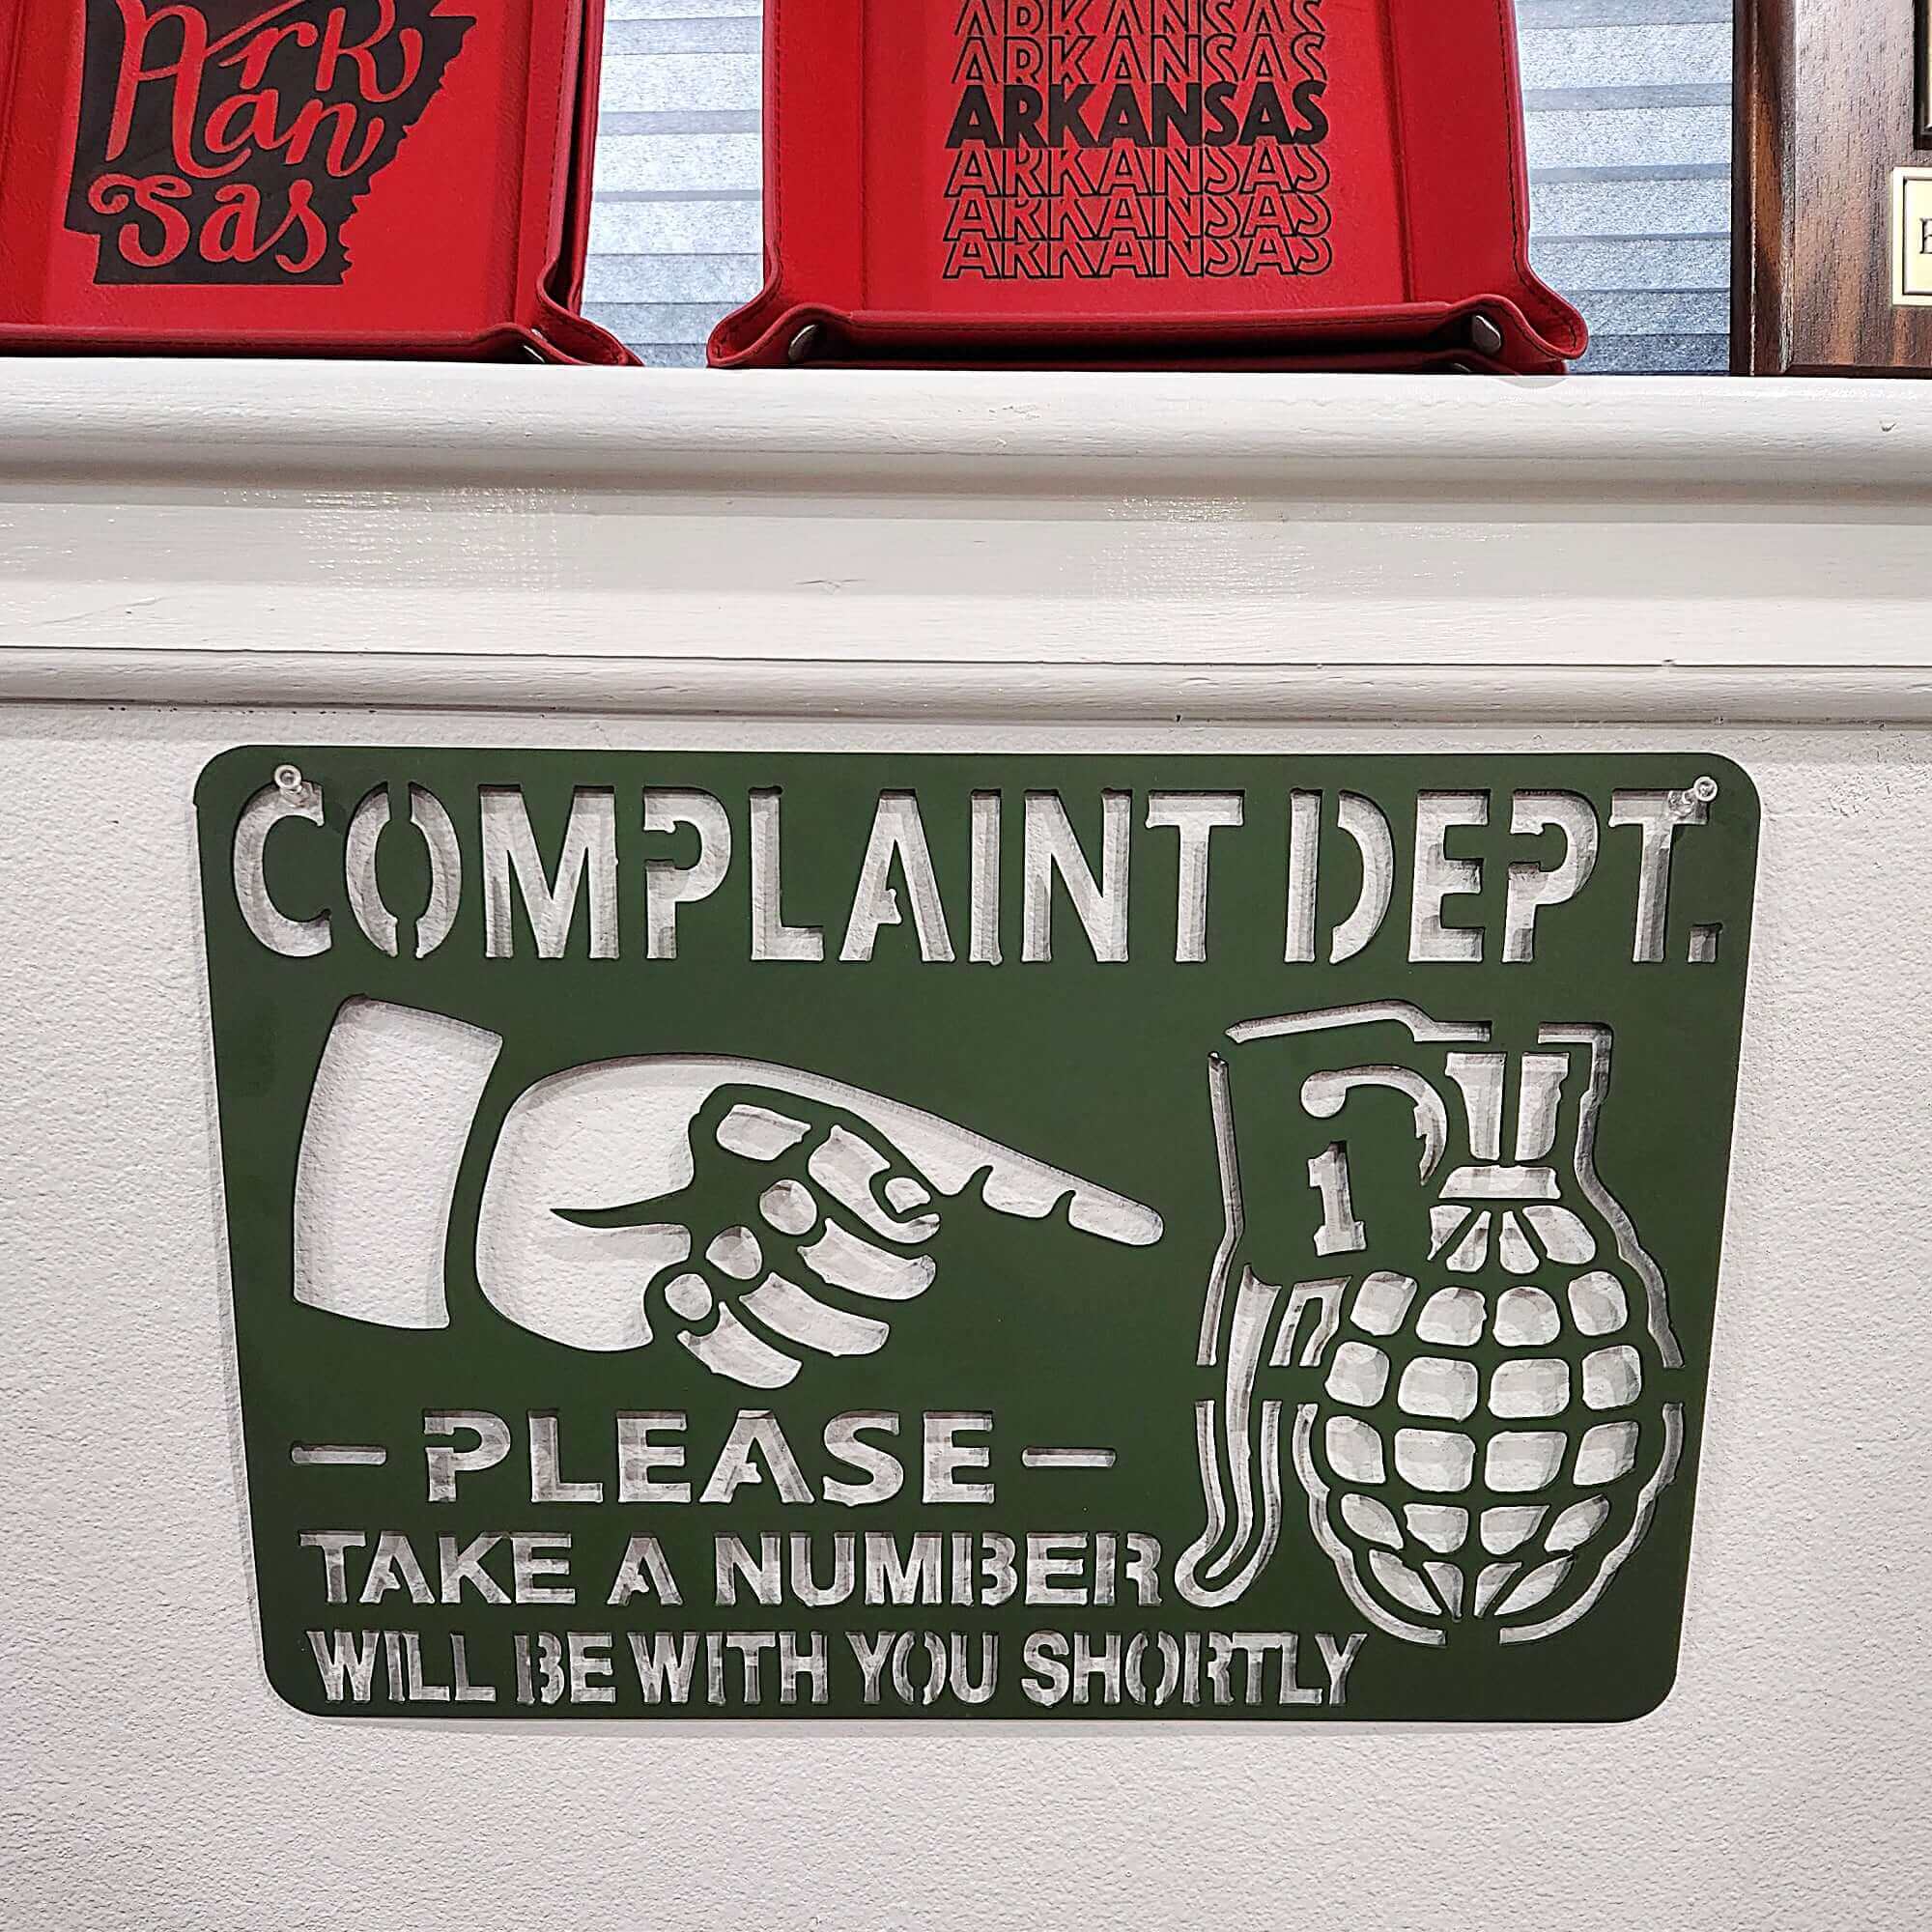 Ark
an
sas
ARKANSAS
ARKANSAS
ARKANSAS
ARKANSAS
ARKANSAS
ARKANSAS
COMPLAINT DEPT.
1
- PLEASE -
TAKE A NUMBER
WILL BE WITH YOU SHORTLY